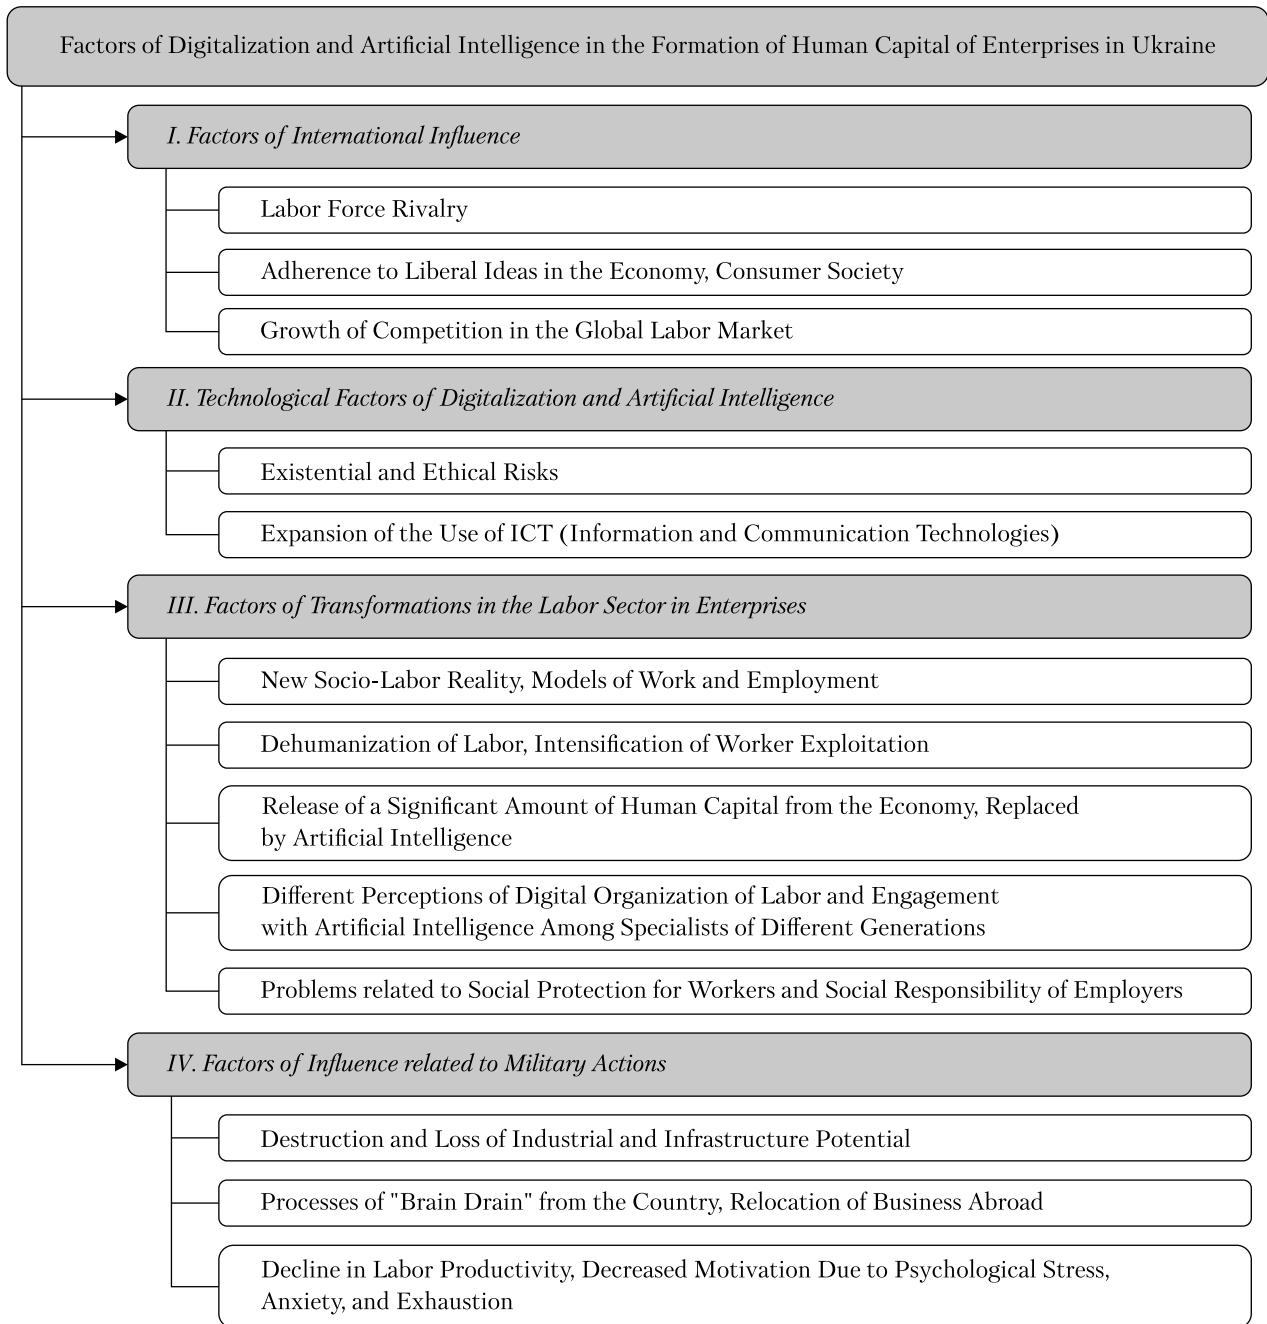 Factors of Digitalization and Artificial Intelligence in the Formation of Human Capital of Enterprises in Ukraine
I. Factors of International Influence
Labor Force Rivalry
Adherence to Liberal Ideas in the Economy, Consumer Society
Growth of Competition in the Global Labor Market
II. Technological Factors of Digitalization and Artificial Intelligence
Existential and Ethical Risks
Expansion of the Use of ICT (Information and Communication Technologies)
III. Factors of Transformations in the Labor Sector in Enterprises
New Socio-Labor Reality, Models of Work and Employment
Dehumanization of Labor, Intensification of Worker Exploitation
Release of a Significant Amount of Human Capital from the Economy, Replaced
by Artificial Intelligence
Different Perceptions of Digital Organization of Labor and Engagement
with Artificial Intelligence Among Specialists of Different Generations
Problems related to Social Protection for Workers and Social Responsibility of Employers
IV. Factors of Influence related to Military Actions
Destruction and Loss of Industrial and Infrastructure Potential
Processes of "Brain Drain" from the Country, Relocation of Business Abroad
Decline in Labor Productivity, Decreased Motivation Due to Psychological Stress,
Anxiety, and Exhaustion